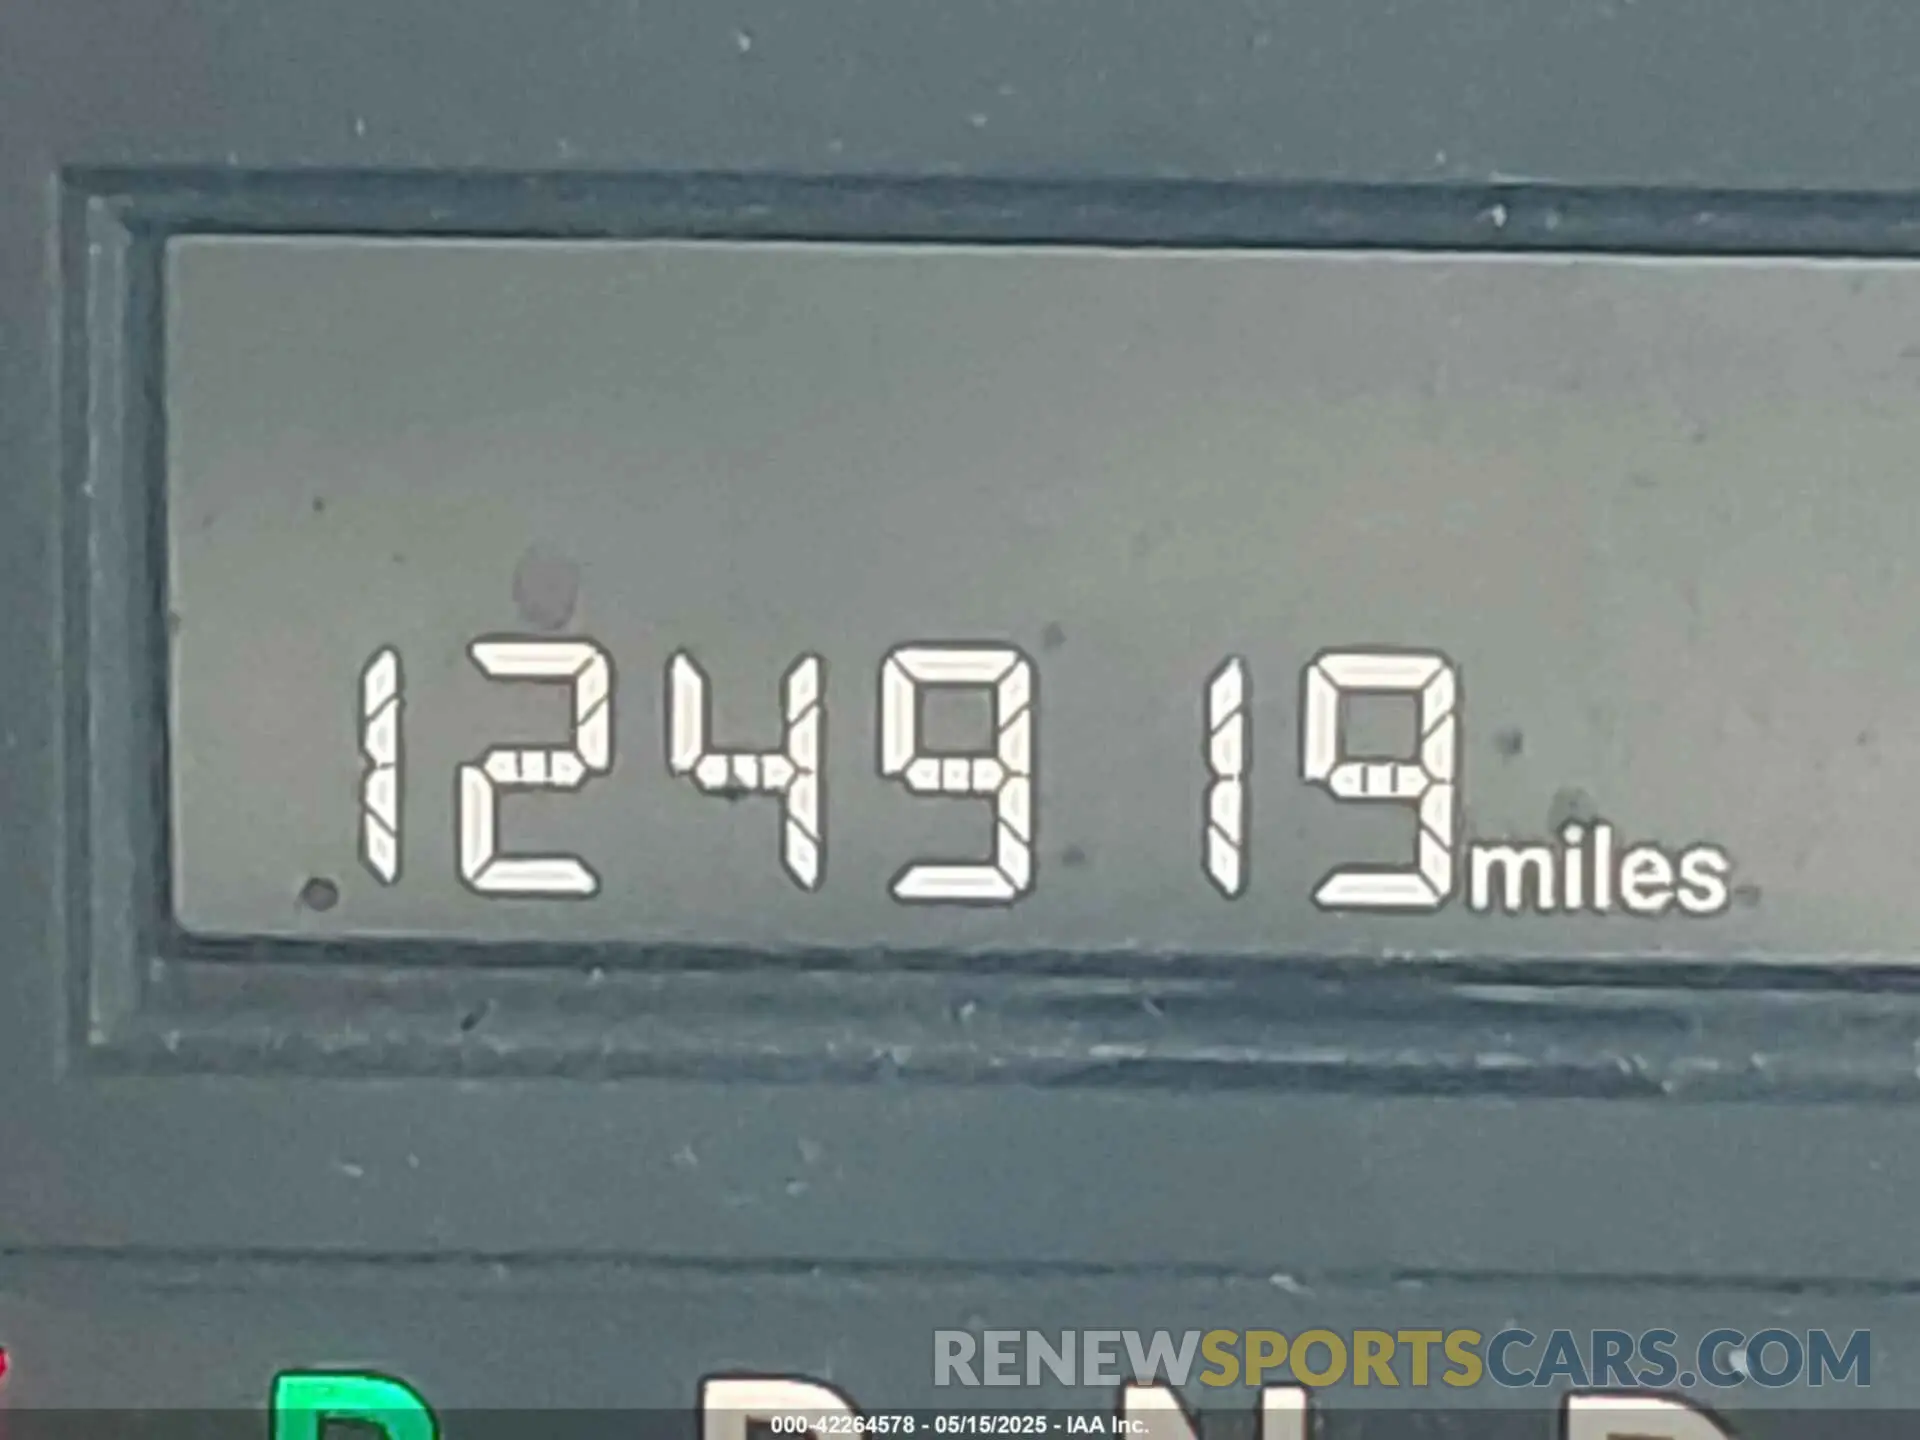 124919 miles
RENEWSPORTSCARS.COM
P R N D
000-42264578 - 05/15/2025 - IAA Inc.